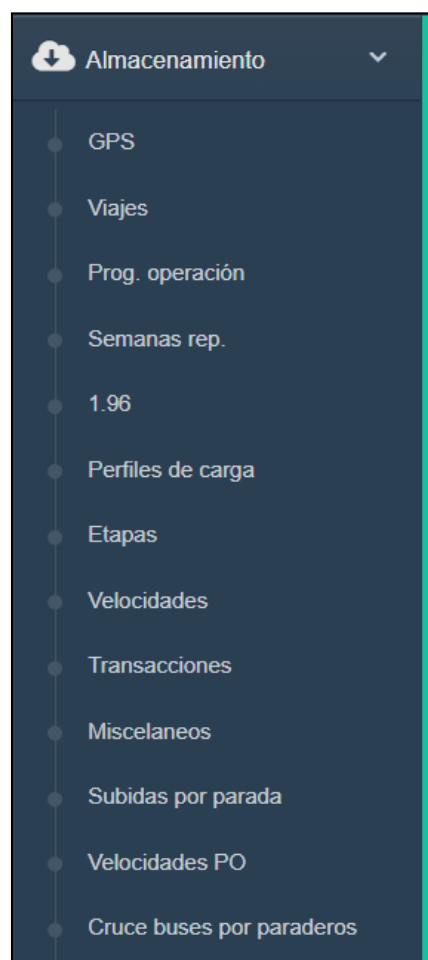 Almacenamiento
GPS
Viajes
Prog. operación
Semanas rep.
1.96
Perfiles de carga
Etapas
Velocidades
Transacciones
Miscelaneos
Subidas por parada
Velocidades PO
Cruce buses por paraderos